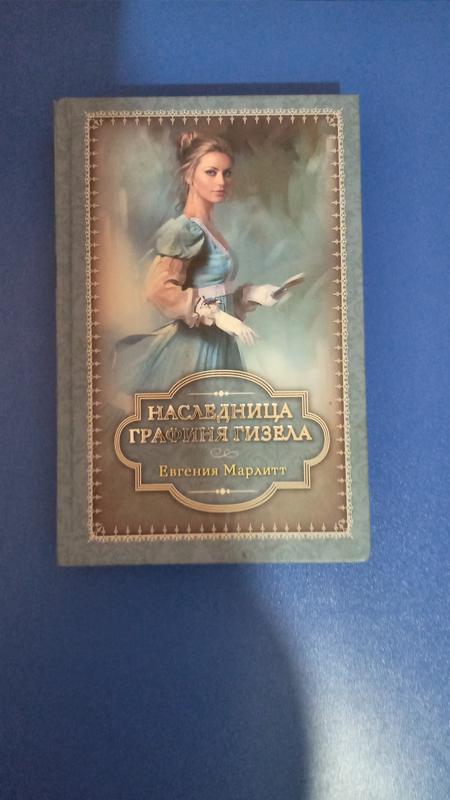 НАСЛЕДНИЦА
ГРАФИНЯ ГИЗЕЛА
Евгения Марлитт